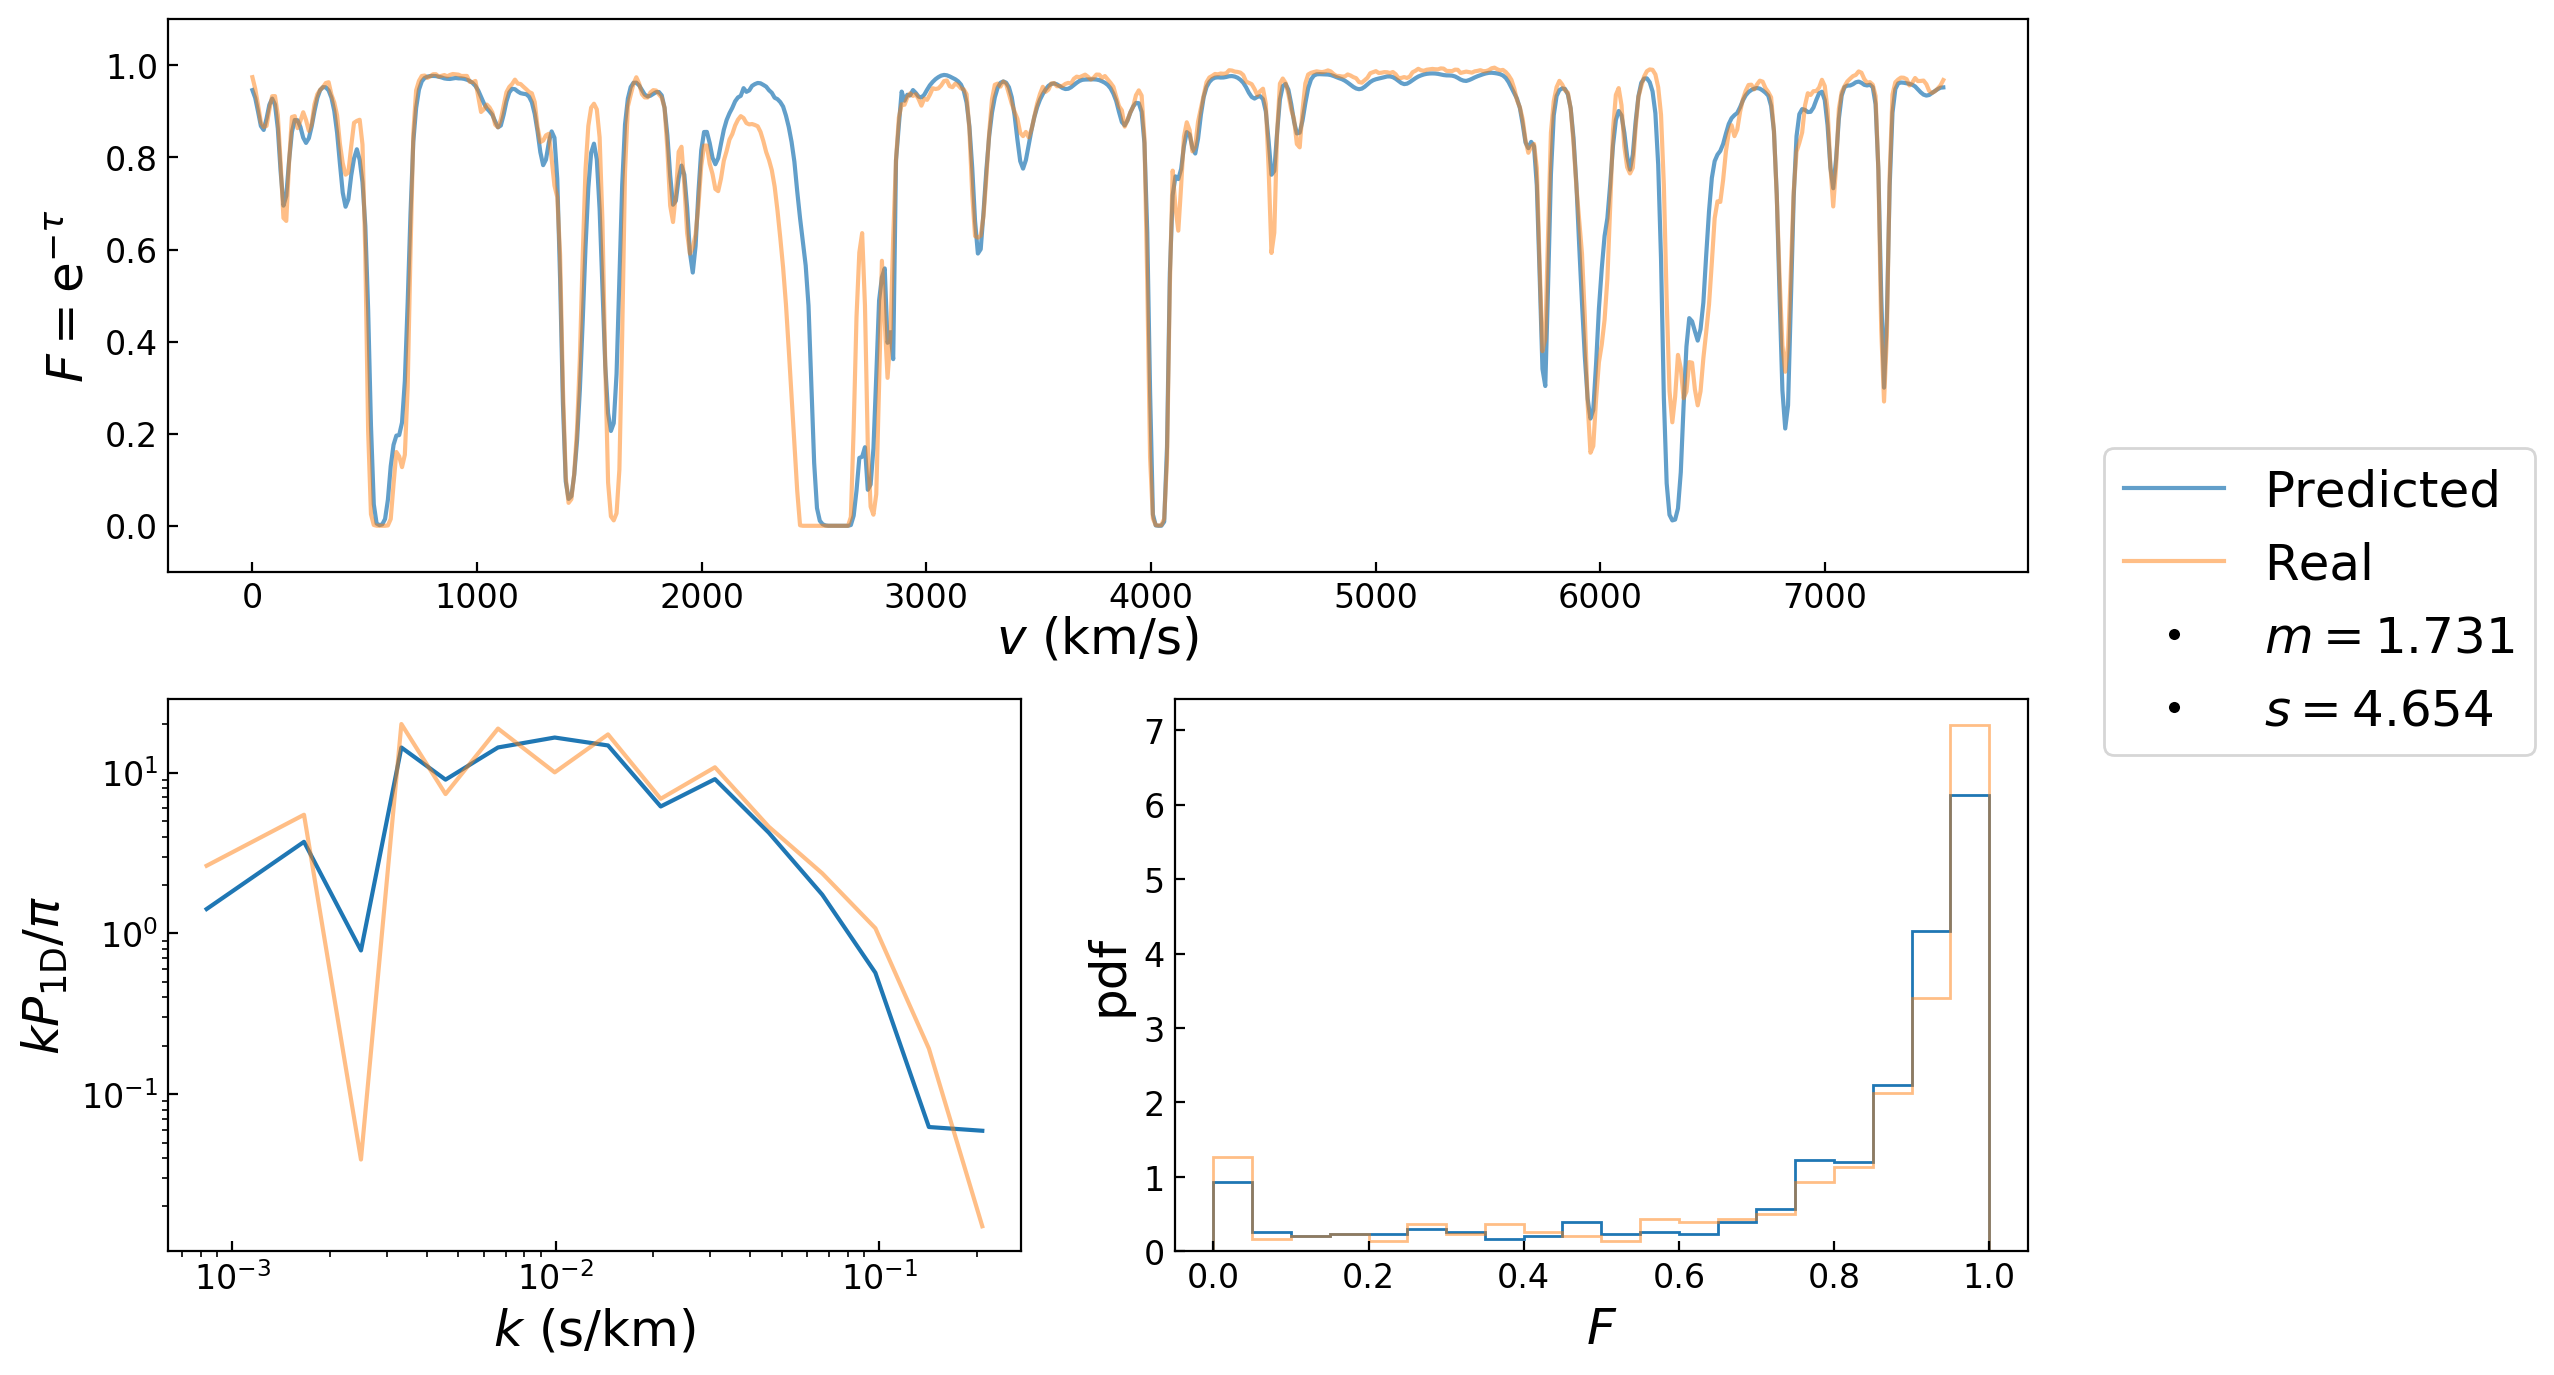 1.0
0.8
0.6
0.4
0.2
0.0
F = e^{−τ}
0 1000 2000 3000 4000 5000 6000 7000
v (km/s)
Predicted
Real
m = 1.731
s = 4.654
10^1
10^0
10^{−1}
kP_{1D}/π
10^{−3} 10^{−2} 10^{−1}
k (s/km)
7
6
5
4
3
2
1
0
pdf
0.0 0.2 0.4 0.6 0.8 1.0
F